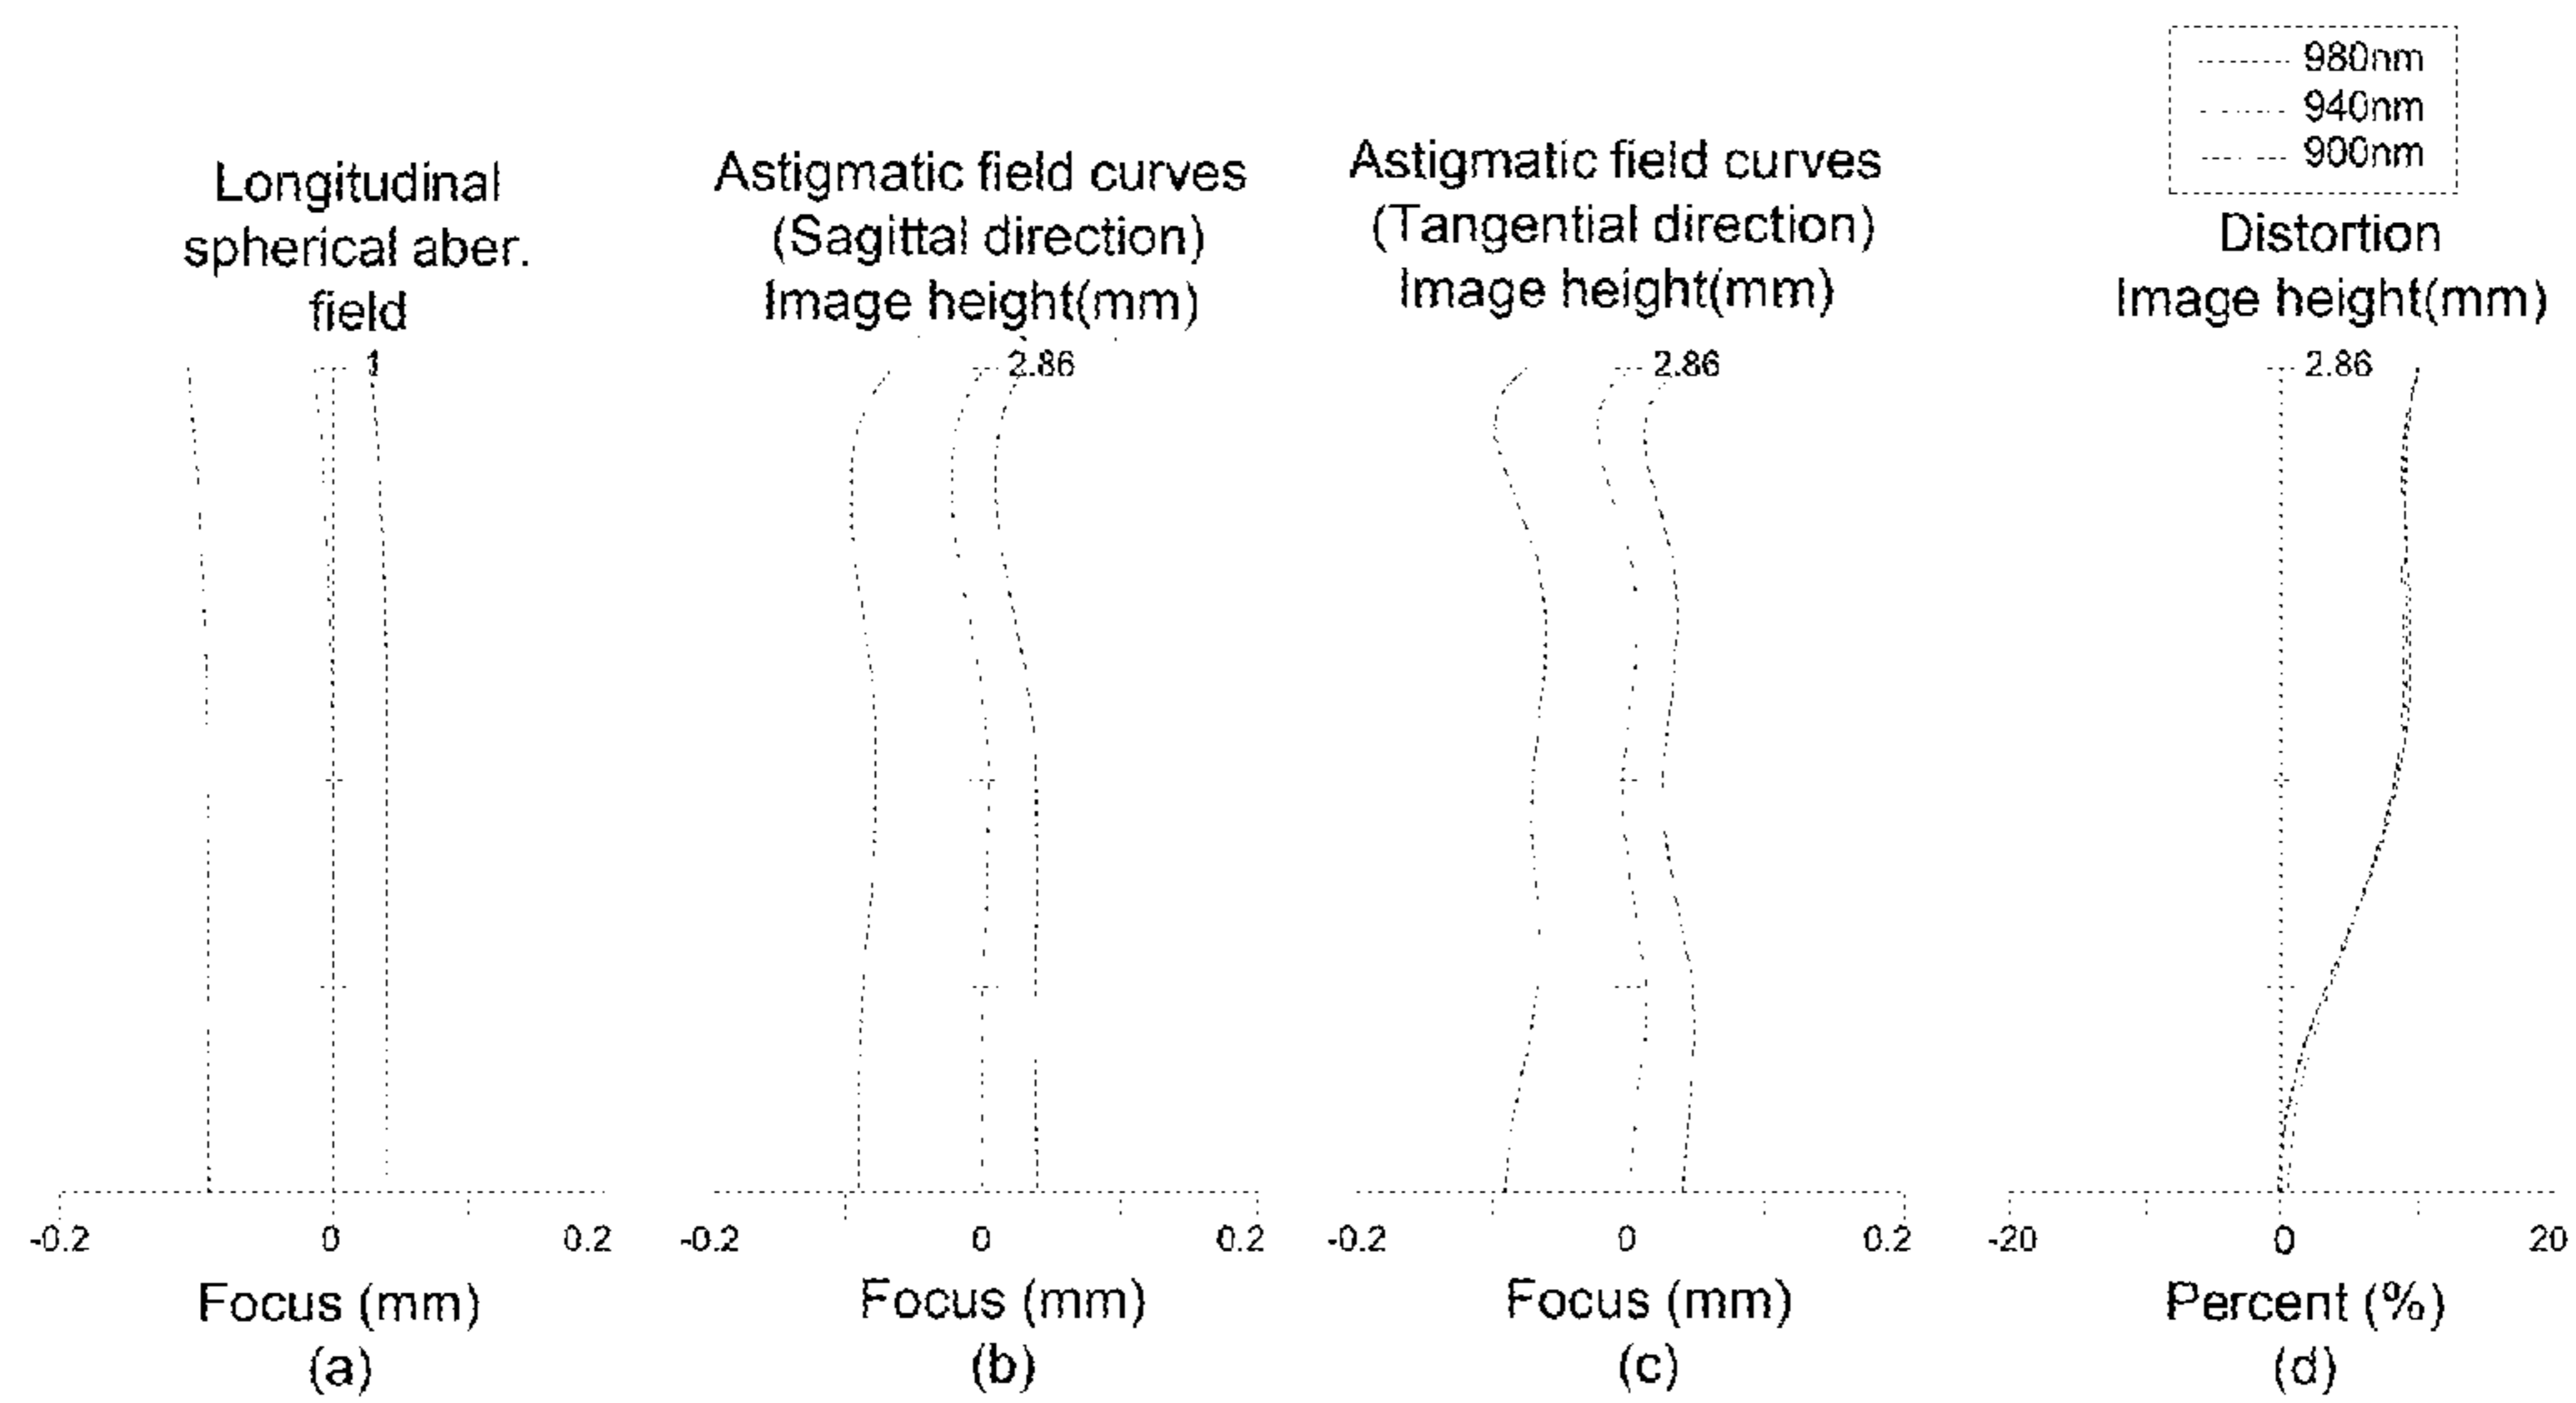 Longitudinal
spherical aber.
field
1
-0.2 0 0.2
Focus (mm)
(a)
Astigmatic field curves
(Sagittal direction)
Image height(mm)
2.86
-0.2 0 0.2
Focus (mm)
(b)
Astigmatic field curves
(Tangential direction)
Image height(mm)
2.86
-0.2 0 0.2
Focus (mm)
(c)
980nm
940nm
900nm
Distortion
Image height(mm)
2.86
-20 0 20
Percent (%)
(d)